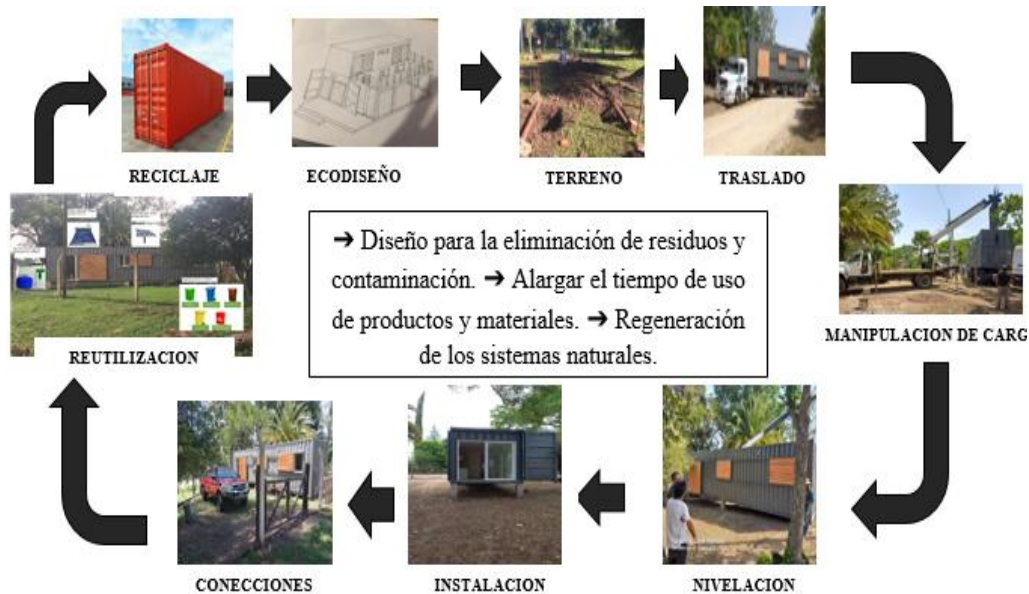 RECICLAJE
ECODISEÑO
TERRENO
TRASLADO
➔ Diseño para la eliminación de residuos y
contaminación. ➔ Alargar el tiempo de uso
de productos y materiales. ➔ Regeneración
de los sistemas naturales.
MANIPULACION DE CARG
REUTILIZACION
CONECCIONES
INSTALACION
NIVELACION